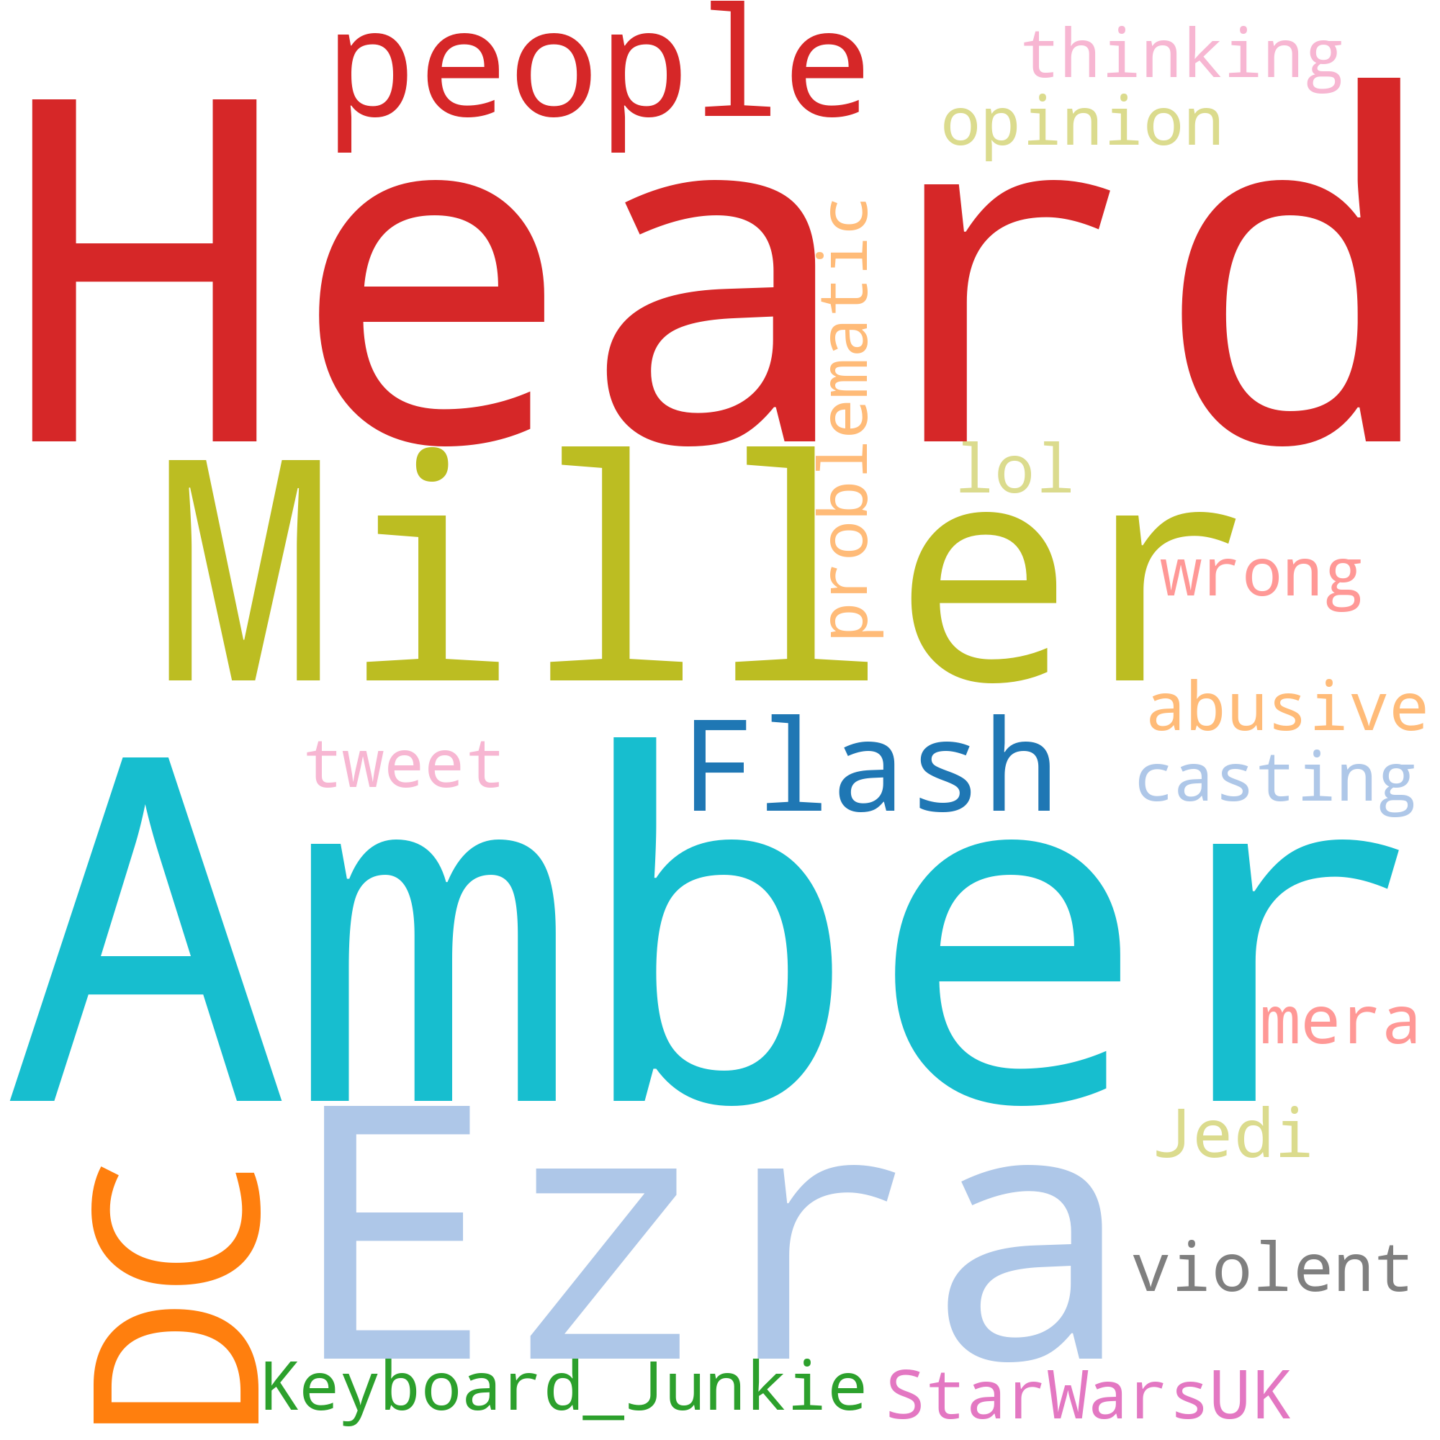 people
thinking
opinion
Heard
problematic
Miller
lol
wrong
abusive
tweet
Flash
casting
Amber
mera
Ezra
Jedi
DC
violent
Keyboard_Junkie
StarWarsUK